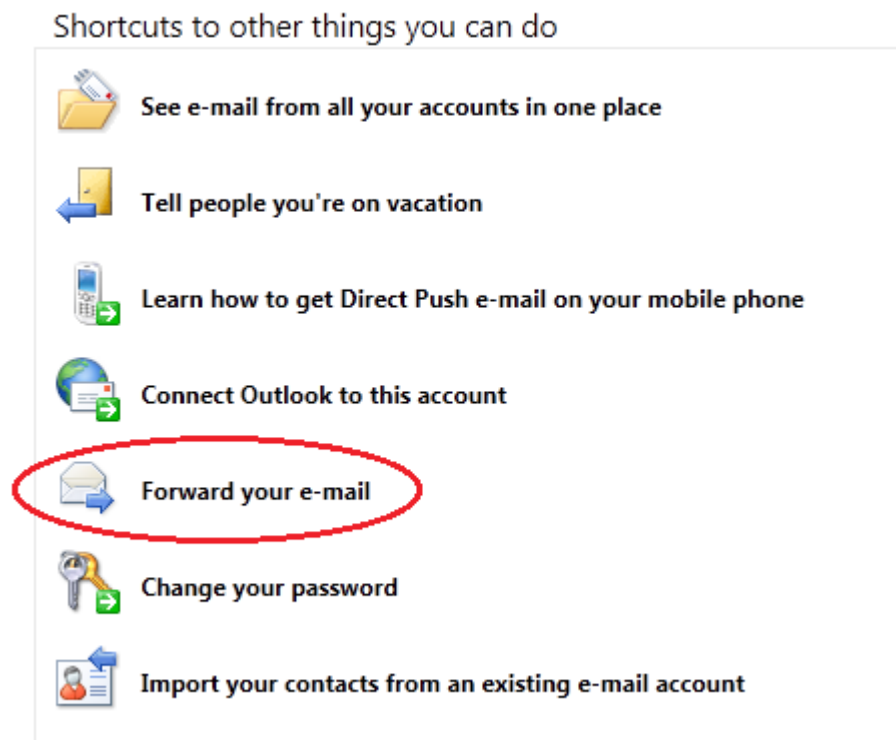 Shortcuts to other things you can do
See e-mail from all your accounts in one place
Tell people you're on vacation
Learn how to get Direct Push e-mail on your mobile phone
Connect Outlook to this account
Forward your e-mail
Change your password
Import your contacts from an existing e-mail account